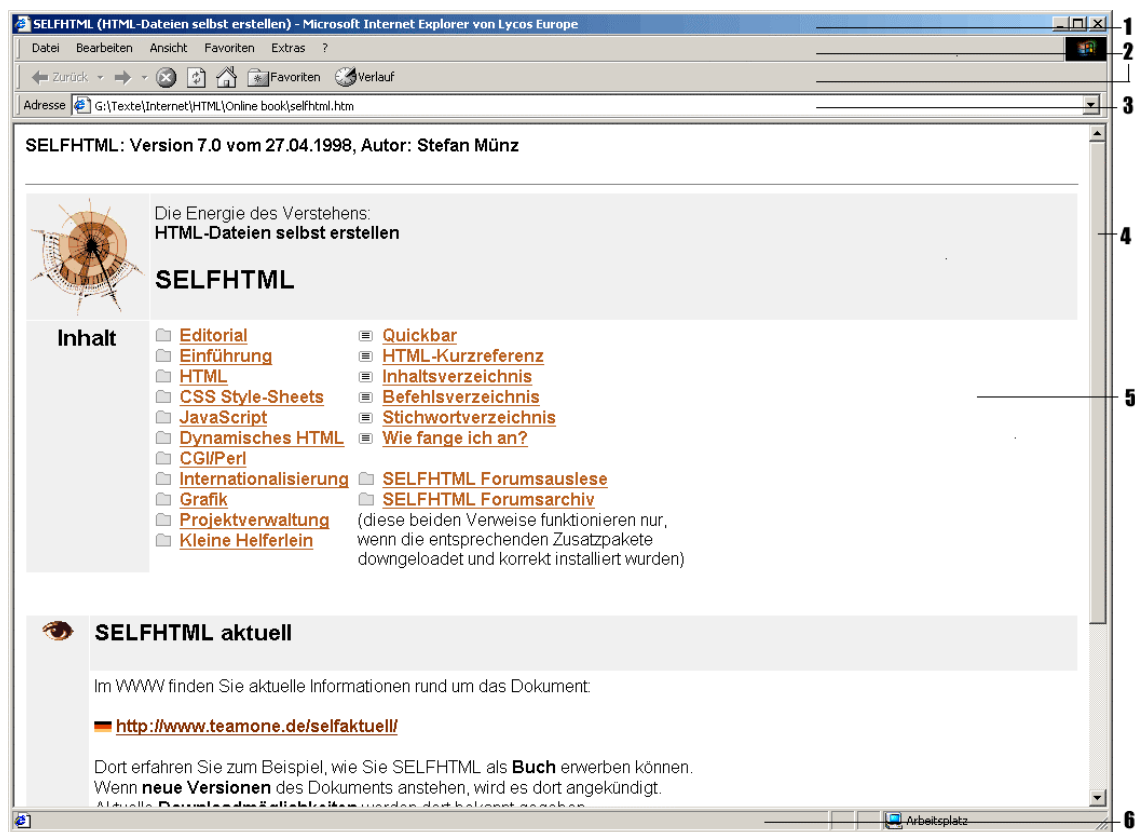 SELFHTML (HTML-Dateien selbst erstellen) - Microsoft Internet Explorer von Lycos Europe
1
Datei Bearbeiten Ansicht Favoriten Extras ?
2
Zurück Favoriten Verlauf
Adresse G:\Texte\Internet\HTML\Online book\selfhtml.htm
3
SELFHTML: Version 7.0 vom 27.04.1998, Autor: Stefan Münz
Die Energie des Verstehens:
HTML-Dateien selbst erstellen
4
SELFHTML
Inhalt
Editorial
Einführung
HTML
CSS Style-Sheets
JavaScript
Dynamisches HTML
CGI/Perl
Internationalisierung
Grafik
Projektverwaltung
Kleine Helferlein
Quickbar
HTML-Kurzreferenz
Inhaltsverzeichnis
Befehlsverzeichnis
Stichwortverzeichnis
Wie fange ich an?
SELFHTML Forumsauslese
SELFHTML Forumsarchiv
(diese beiden Verweise funktionieren nur,
wenn die entsprechenden Zusatzpakete
downgeloadet und korrekt installiert wurden)
5
SELFHTML aktuell
Im WWW finden Sie aktuelle Informationen rund um das Dokument:
http://www.teamone.de/selfaktuell/
Dort erfahren Sie zum Beispiel, wie Sie SELFHTML als Buch erwerben können.
Wenn neue Versionen des Dokuments anstehen, wird es dort angekündigt.
Aktuelle Downloadmöglichkeiten werden dort bekannt gegeben.
Arbeitsplatz
6